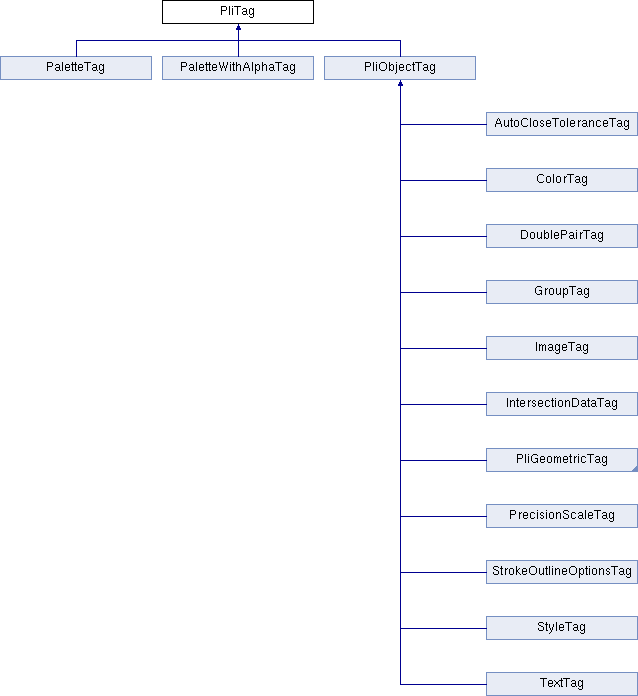 PliTag
PaletteTag
PaletteWithAlphaTag
PliObjectTag
AutoCloseToleranceTag
ColorTag
DoublePairTag
GroupTag
ImageTag
IntersectionDataTag
PliGeometricTag
PrecisionScaleTag
StrokeOutlineOptionsTag
StyleTag
TextTag